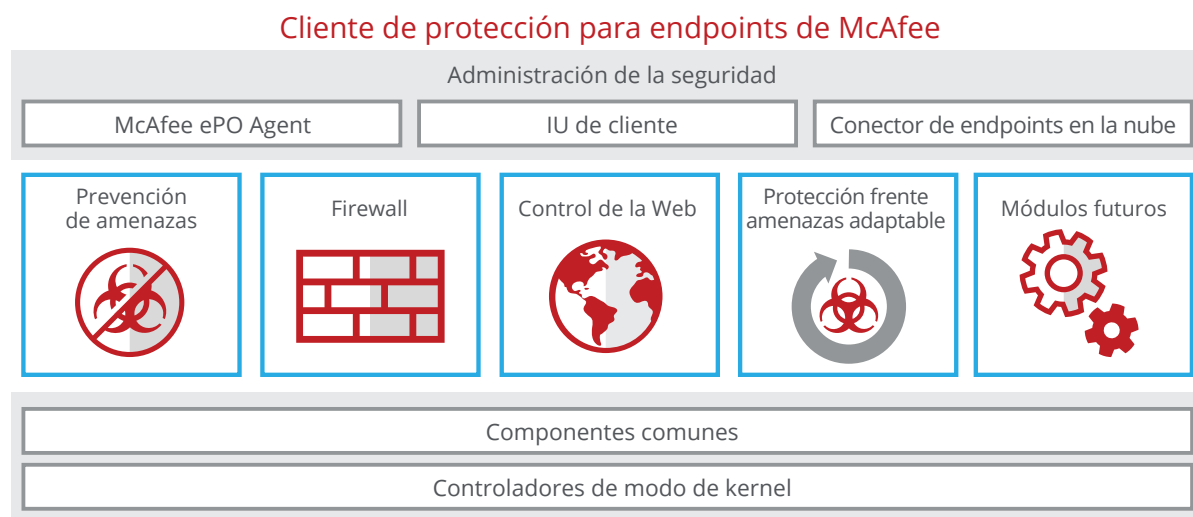 Cliente de protección para endpoints de McAfee
Administración de la seguridad
McAfee ePO Agent
IU de cliente
Conector de endpoints en la nube
Prevención
de amenazas
Firewall
Control de la Web
Protección frente
amenazas adaptable
Módulos futuros
Componentes comunes
Controladores de modo de kernel